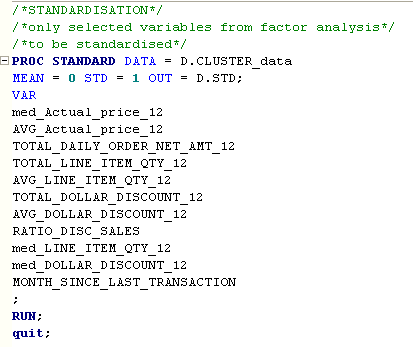 /*STANDARDISATION*/
/*only selected variables from factor analysis*/
/*to be standardised*/
PROC STANDARD DATA = D.CLUSTER_data
MEAN = 0 STD = 1 OUT = D.STD;
VAR
med_Actual_price_12
AVG_Actual_price_12
TOTAL_DAILY_ORDER_NET_AMT_12
TOTAL_LINE_ITEM_QTY_12
AVG_LINE_ITEM_QTY_12
TOTAL_DOLLAR_DISCOUNT_12
AVG_DOLLAR_DISCOUNT_12
RATIO_DISC_SALES
med_LINE_ITEM_QTY_12
med_DOLLAR_DISCOUNT_12
MONTH_SINCE_LAST_TRANSACTION
;
RUN;
quit;